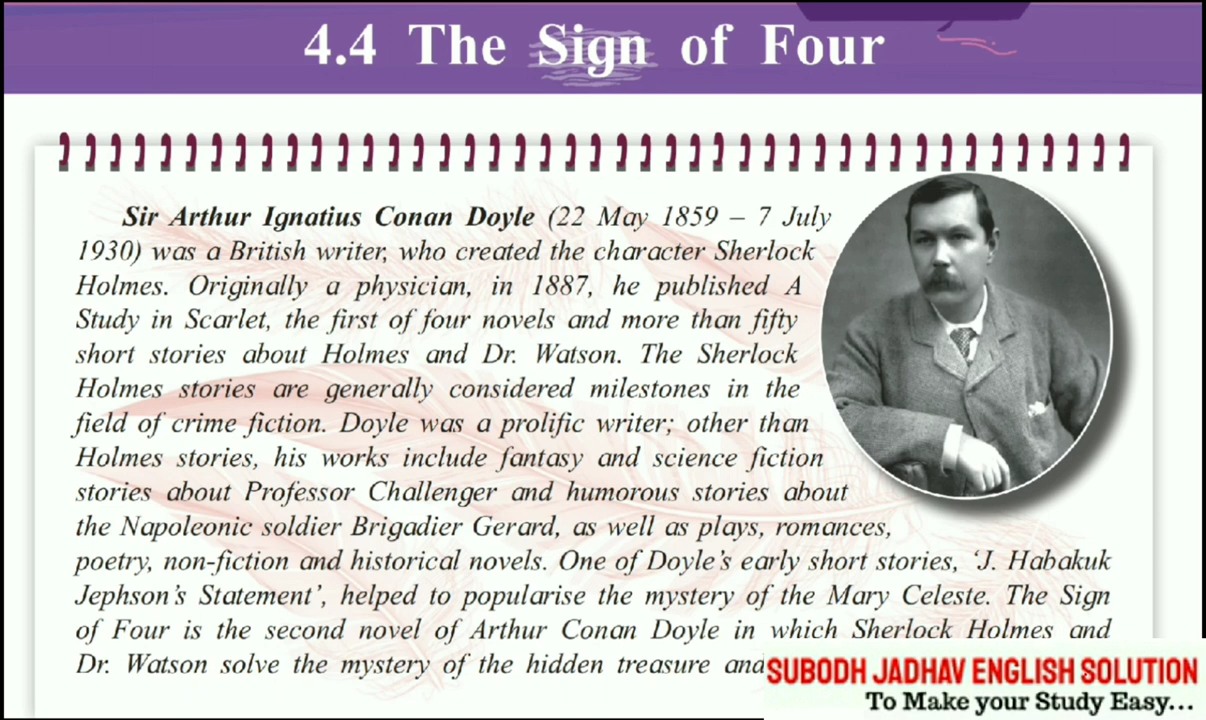 4.4 The Sign of Four
Sir Arthur Ignatius Conan Doyle (22 May 1859 – 7 July
1930) was a British writer, who created the character Sherlock
Holmes. Originally a physician, in 1887, he published A
Study in Scarlet, the first of four novels and more than fifty
short stories about Holmes and Dr. Watson. The Sherlock
Holmes stories are generally considered milestones in the
field of crime fiction. Doyle was a prolific writer; other than
Holmes stories, his works include fantasy and science fiction
stories about Professor Challenger and humorous stories about
the Napoleonic soldier Brigadier Gerard, as well as plays, romances,
poetry, non-fiction and historical novels. One of Doyle's early short stories, ‘J. Habakuk
Jephson's Statement’, helped to popularise the mystery of the Mary Celeste. The Sign
of Four is the second novel of Arthur Conan Doyle in which Sherlock Holmes and
Dr. Watson solve the mystery of the hidden treasure and
SUBODH JADHAV ENGLISH SOLUTION
To Make your Study Easy...